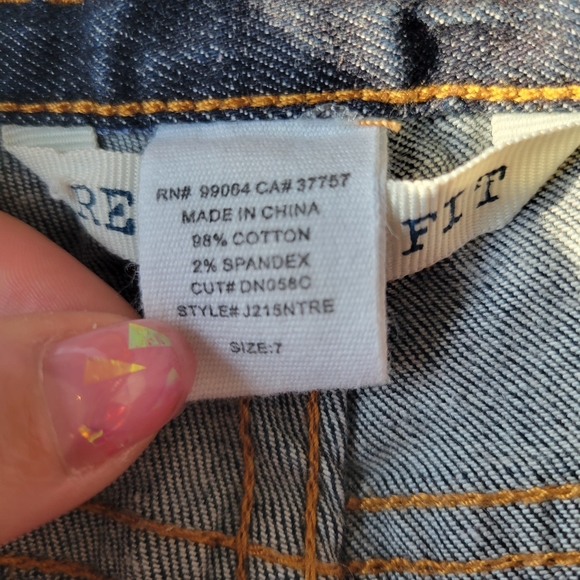 RN# 99064 CA# 37757
MADE IN CHINA
98% COTTON
2% SPANDEX
CUT# DN058C
STYLE# J215NTRE
SIZE:7
RE
FIT